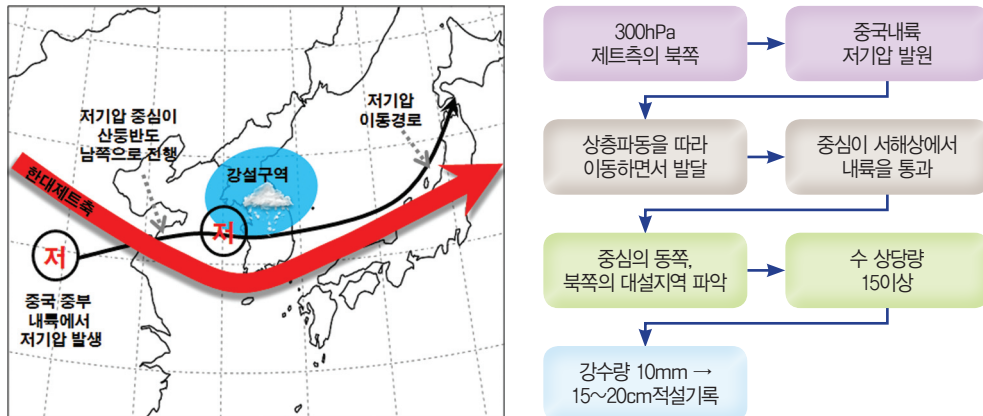 저기압 중심이
산둥반도
남쪽으로 전행
저기압
이동경로
한대제트축
강설구역
저
저
중국 중부
내륙에서
저기압 발생
300hPa
제트측의 북쪽
중국내륙
저기압 발원
상층파동을 따라
이동하면서 발달
중심이 서해상에서
내륙을 통과
중심의 동쪽,
북쪽의 대설지역 파악
수 상당량
15이상
강수량 10mm →
15~20cm적설기록